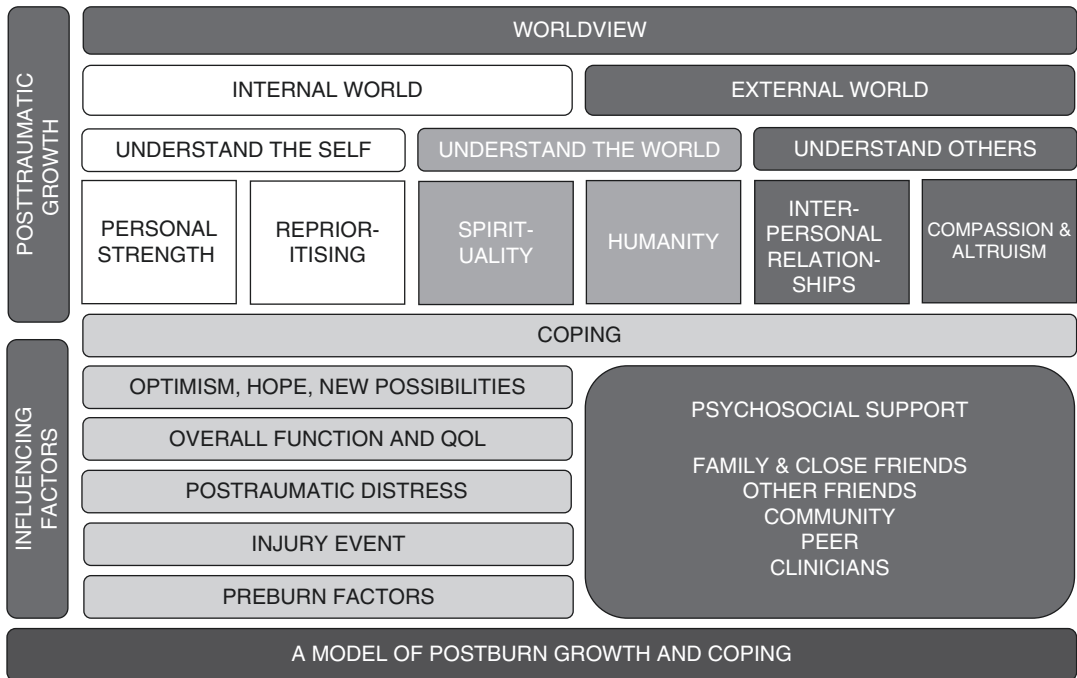 POSTTRAUMATIC
GROWTH
WORLDVIEW
INTERNAL WORLD
EXTERNAL WORLD
UNDERSTAND THE SELF
UNDERSTAND THE WORLD
UNDERSTAND OTHERS
PERSONAL
STRENGTH
REPRIOR-
ITISING
SPIRIT-
UALITY
HUMANITY
INTER-
PERSONAL
RELATION-
SHIPS
COMPASSION &
ALTRUISM
COPING
INFLUENCING
FACTORS
OPTIMISM, HOPE, NEW POSSIBILITIES
OVERALL FUNCTION AND QOL
POSTRAUMATIC DISTRESS
INJURY EVENT
PREBURN FACTORS
PSYCHOSOCIAL SUPPORT
FAMILY & CLOSE FRIENDS
OTHER FRIENDS
COMMUNITY
PEER
CLINICIANS
A MODEL OF POSTBURN GROWTH AND COPING